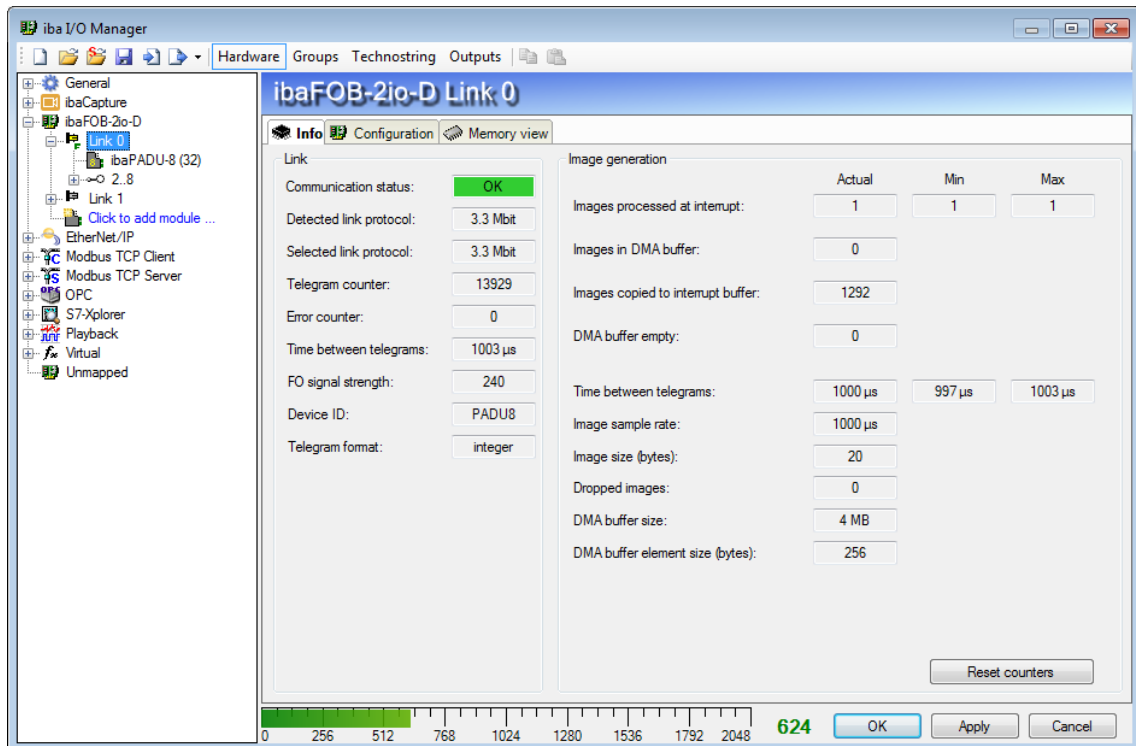 iba I/O Manager
Hardware Groups Technostring Outputs
General
ibaCapture
ibaFOB-2io-D
Link 0
ibaPADU-8 (32)
2..8
Link 1
Click to add module ...
EtherNet/IP
Modbus TCP Client
Modbus TCP Server
OPC
S7-Xplorer
Playback
Virtual
Unmapped
ibaFOB-2io-D Link 0
Info Configuration Memory view
Link
Communication status: OK
Detected link protocol: 3.3 Mbit
Selected link protocol: 3.3 Mbit
Telegram counter: 13929
Error counter: 0
Time between telegrams: 1003 µs
FO signal strength: 240
Device ID: PADU8
Telegram format: integer
Image generation
Actual Min Max
Images processed at interrupt: 1 1 1
Images in DMA buffer: 0
Images copied to interrupt buffer: 1292
DMA buffer empty: 0
Time between telegrams: 1000 µs 997 µs 1003 µs
Image sample rate: 1000 µs
Image size (bytes): 20
Dropped images: 0
DMA buffer size: 4 MB
DMA buffer element size (bytes): 256
Reset counters
0 256 512 768 1024 1280 1536 1792 2048
624 OK Apply Cancel